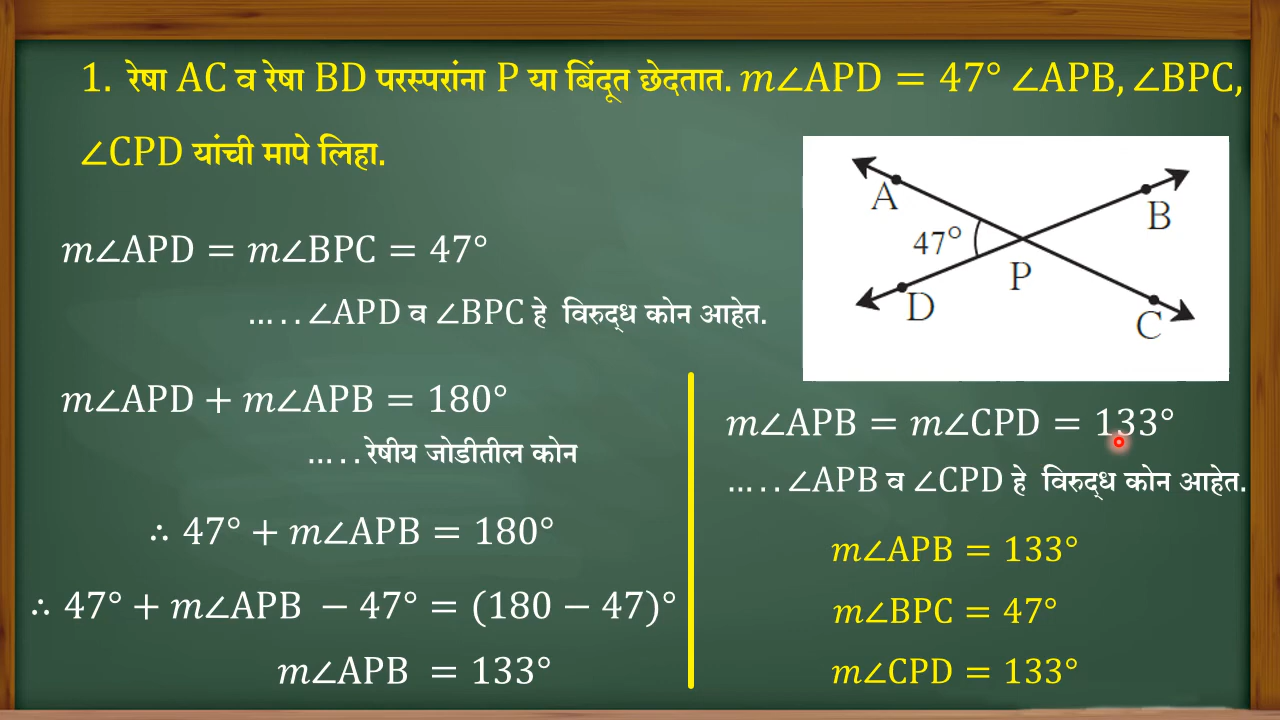 1. रेषा AC व रेषा BD परस्परांना P या बिंदूत छेदतात. m∠APD = 47° ∠APB, ∠BPC,
∠CPD यांची मापे लिहा.
A
B
47°
P
D
C
m∠APD = m∠BPC = 47°
…..∠APD व ∠BPC हे विरुद्ध कोन आहेत.
m∠APD + m∠APB = 180°
…..रेषीय जोडीतील कोन
∴ 47° + m∠APB = 180°
∴ 47° + m∠APB − 47° = (180 − 47)°
m∠APB = 133°
m∠APB = m∠CPD = 133°
…..∠APB व ∠CPD हे विरुद्ध कोन आहेत.
m∠APB = 133°
m∠BPC = 47°
m∠CPD = 133°